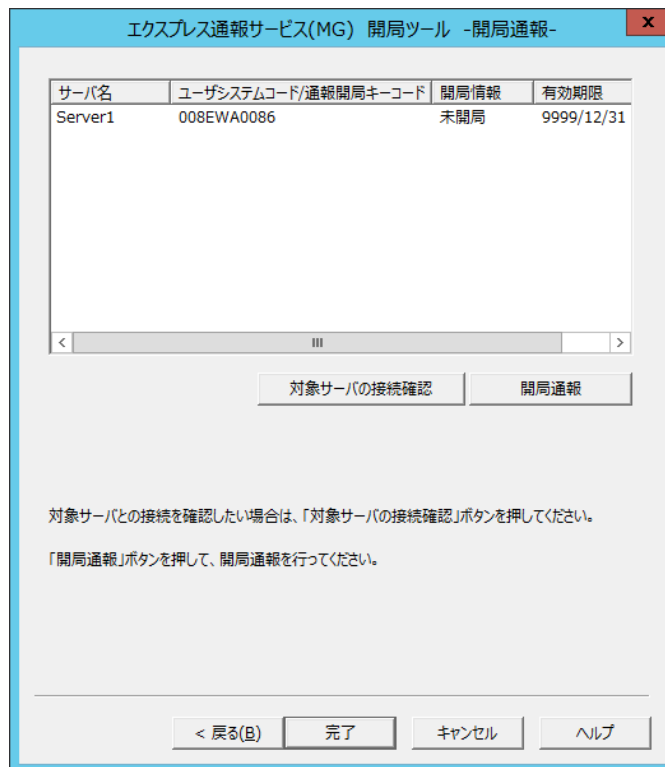 エクスプレス通報サービス(MG) 開局ツール -開局通報-
x
サーバ名 ユーザシステムコード/通報開局キーコード 開局情報 有効期限
Server1 008EWA0086 未開局 9999/12/31
対象サーバの接続確認 開局通報
対象サーバとの接続を確認したい場合は、「対象サーバの接続確認」ボタンを押してください。
「開局通報」ボタンを押して、開局通報を行ってください。
< 戻る(B) 完了 キャンセル ヘルプ